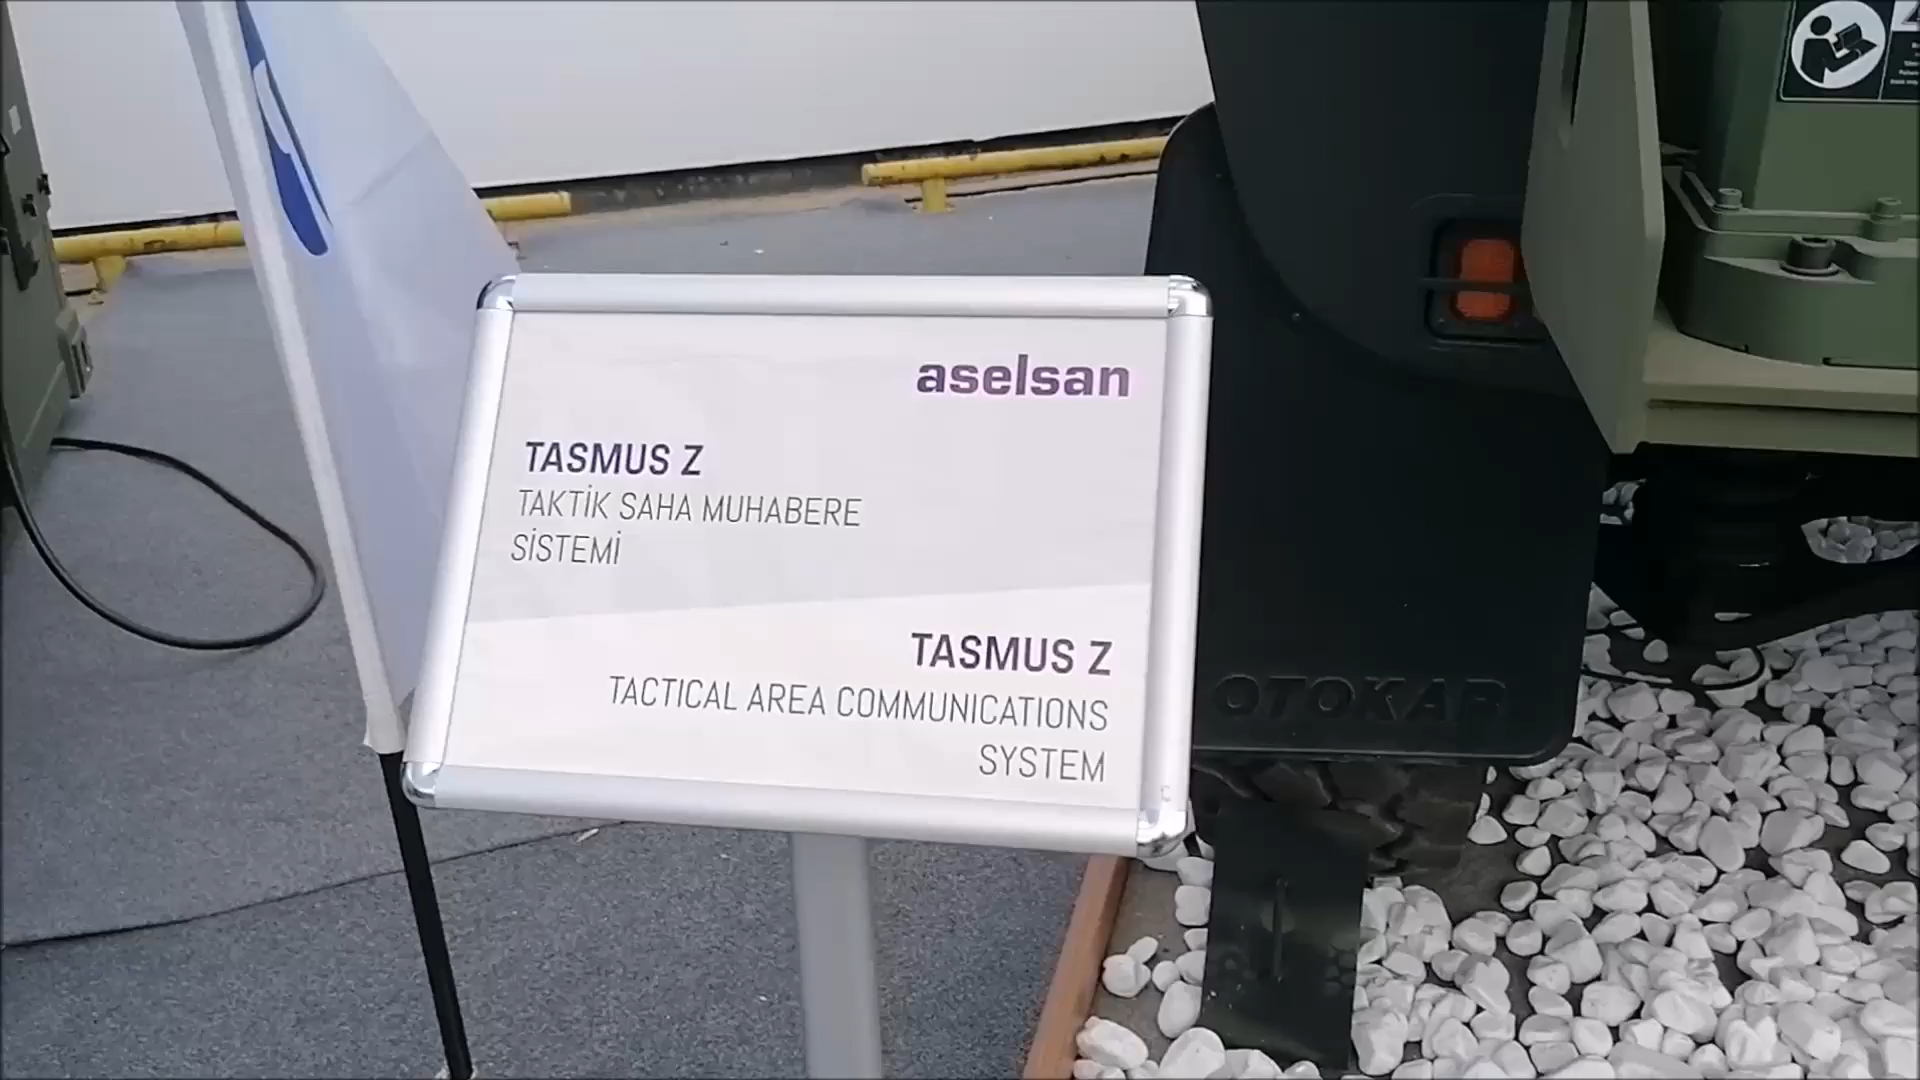 aselsan
TASMUS Z
TAKTİK SAHA MUHABERE
SİSTEMİ
TASMUS Z
TACTICAL AREA COMMUNICATIONS
SYSTEM
OTOKAR